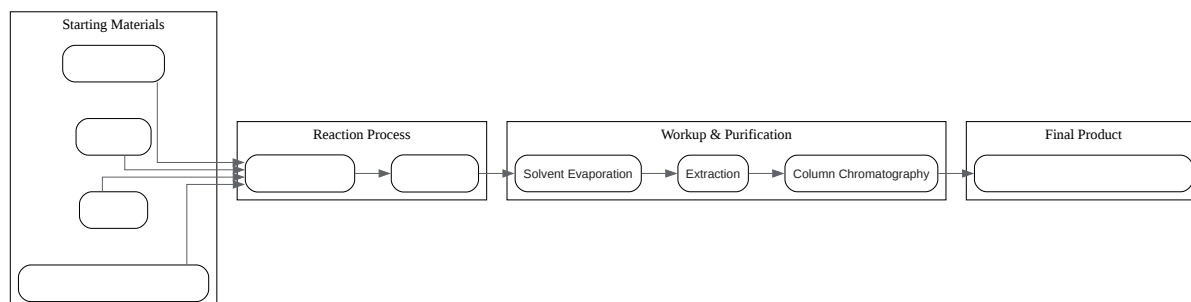 Starting Materials
Reaction Process
Workup & Purification
Final Product
Solvent Evaporation
Extraction
Column Chromatography